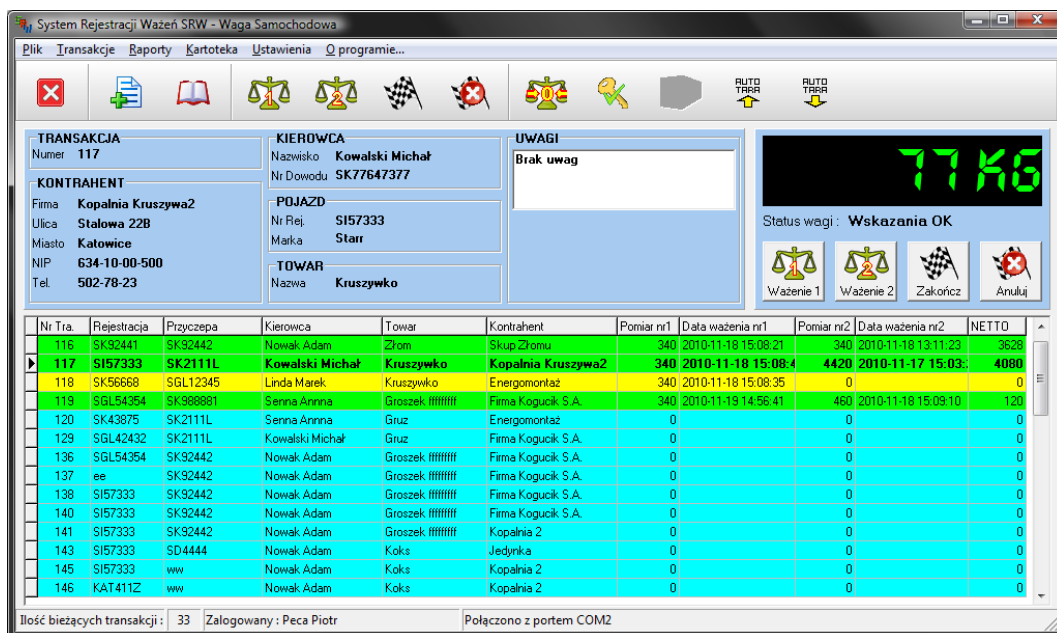 System Rejestracji Ważeń SRW - Waga Samochodowa
Plik Transakcje Raporty Kartoteka Ustawienia O programie...
1 2 0 AUTO TARA AUTO TARA
TRANSAKCJA
Numer 117
KONTRAHENT
Firma Kopalnia Kruszywa2
Ulica Stalowa 22B
Miasto Katowice
NIP 634-10-00-500
Tel. 502-78-23
KIEROWCA
Nazwisko Kowalski Michał
Nr Dowodu SK77647377
POJAZD
Nr Rej. SI57333
Marka Starr
TOWAR
Nazwa Kruszywko
UWAGI
Brak uwag
77 KG
Status wagi : Wskazania OK
1 2
Ważenie 1 Ważenie 2 Zakończ Anuluj
Nr Tra. Rejestracja Przyczepa Kierowca Towar Kontrahent Pomiar nr1 Data ważenia nr1 Pomiar nr2 Data ważenia nr2 NETTO
116 SK92441 SK92442 Nowak Adam Złom Skup Złomu 340 2010-11-18 15:08:21 340 2010-11-18 13:11:23 3628
117 SI57333 SK2111L Kowalski Michał Kruszywko Kopalnia Kruszywa2 340 2010-11-18 15:08:4 4420 2010-11-17 15:03: 4080
118 SK56668 SGL12345 Linda Marek Kruszywko Energomontaż 340 2010-11-18 15:08:35 0 0
119 SGL54354 SK988881 Senna Annna Groszek fffffffff Firma Kogucik S.A. 340 2010-11-19 14:56:41 460 2010-11-18 15:09:10 120
120 SK43875 SK2111L Senna Annna Gruz Energomontaż 0 0 0
129 SGL42432 SK2111L Kowalski Michał Gruz Firma Kogucik S.A. 0 0 0
136 SGL54354 SK92442 Nowak Adam Groszek fffffffff Firma Kogucik S.A. 0 0 0
137 ee SK92442 Nowak Adam Groszek fffffffff Firma Kogucik S.A. 0 0 0
138 SI57333 SK92442 Nowak Adam Groszek fffffffff Firma Kogucik S.A. 0 0 0
140 SI57333 SK92442 Nowak Adam Groszek fffffffff Firma Kogucik S.A. 0 0 0
141 SI57333 SK92442 Nowak Adam Groszek fffffffff Kopalnia 2 0 0 0
143 SI57333 SD4444 Nowak Adam Koks Jedynka 0 0 0
145 SI57333 ww Nowak Adam Koks Kopalnia 2 0 0 0
146 KAT411Z ww Nowak Adam Koks Kopalnia 2 0 0 0
Ilość bieżących transakcji : 33 Zalogowany : Peca Piotr Połączono z portem COM2